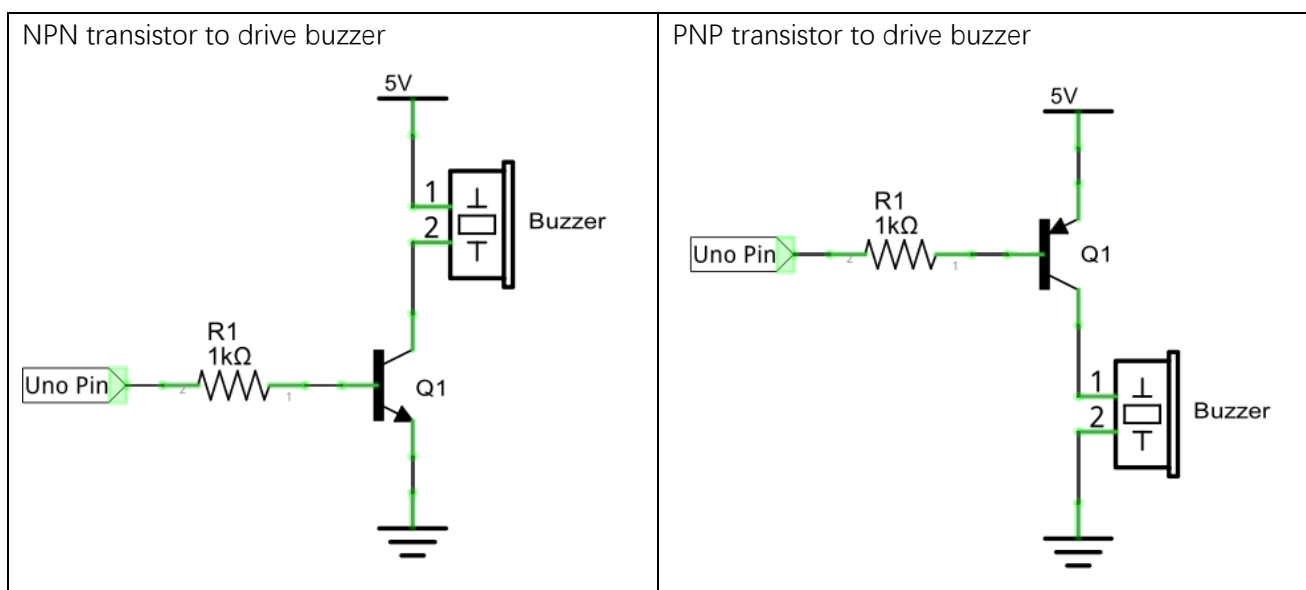 NPN transistor to drive buzzer
5V
1
2
Buzzer
R1
1kΩ
Uno Pin
2
1
Q1
PNP transistor to drive buzzer
5V
R1
1kΩ
Uno Pin
2
1
Q1
1
2
Buzzer